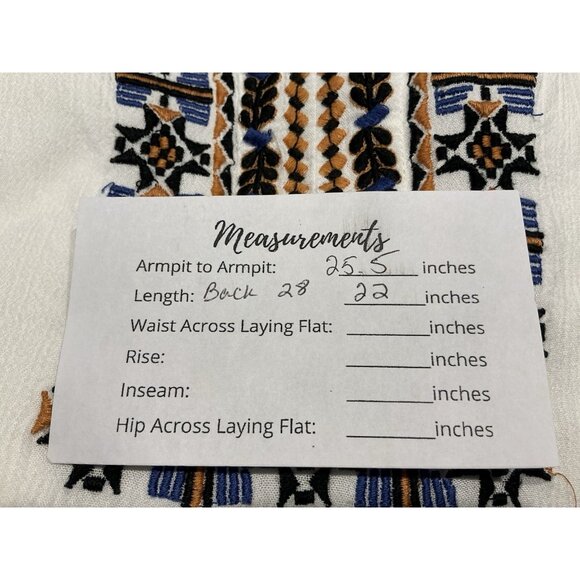 Measurements
Armpit to Armpit: 25.5 inches
Length: Back 28 22 inches
Waist Across Laying Flat: inches
Rise: inches
Inseam: inches
Hip Across Laying Flat: inches